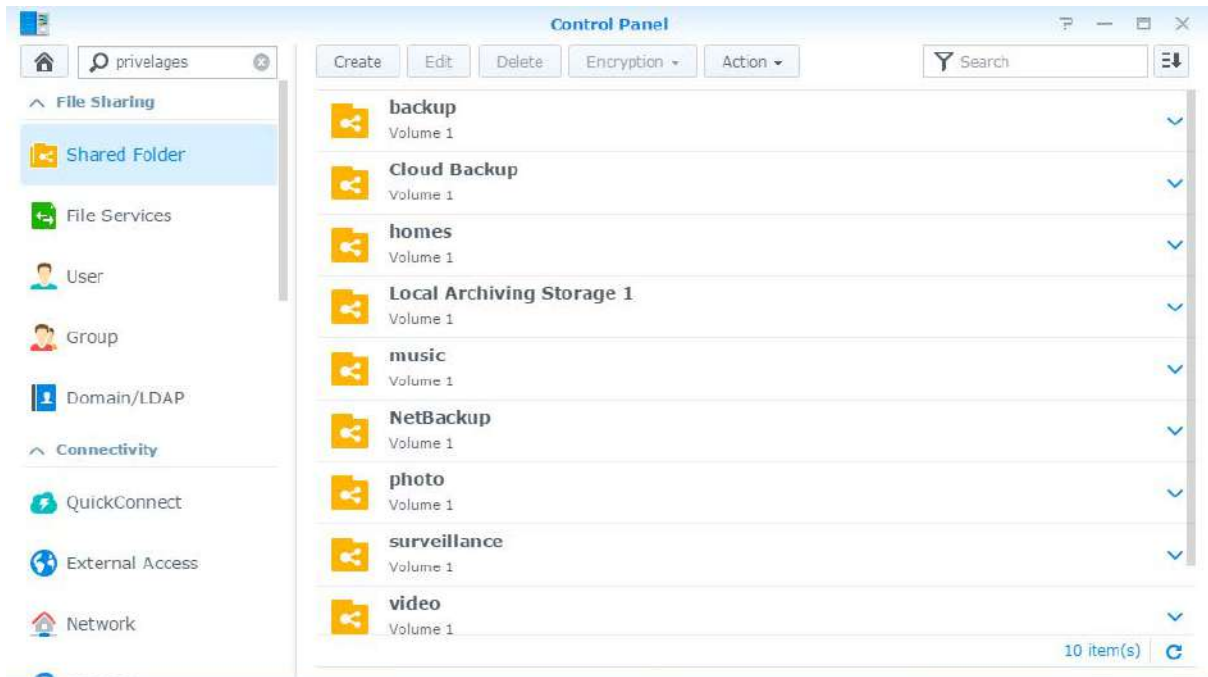 Control Panel
privelages
Create Edit Delete Encryption Action Search
File Sharing
Shared Folder
File Services
User
Group
Domain/LDAP
Connectivity
QuickConnect
External Access
Network
backup
Volume 1
Cloud Backup
Volume 1
homes
Volume 1
Local Archiving Storage 1
Volume 1
music
Volume 1
NetBackup
Volume 1
photo
Volume 1
surveillance
Volume 1
video
Volume 1
10 item(s)